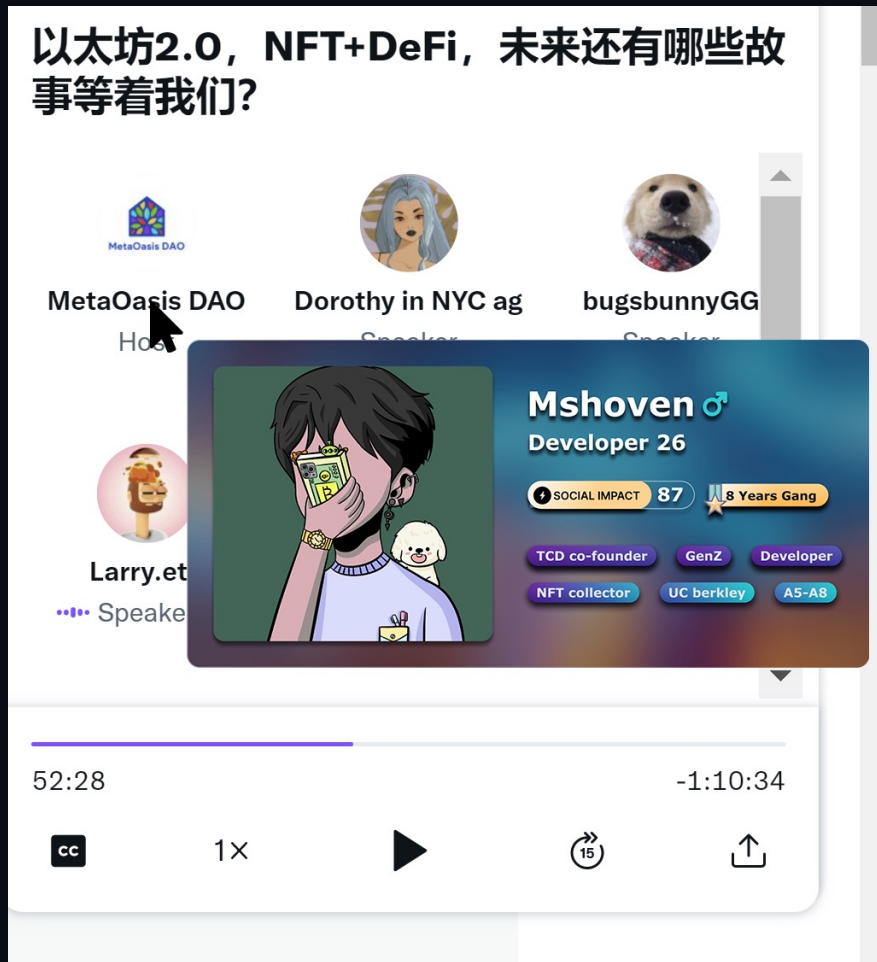 以太坊2.0，NFT+DeFi，未来还有哪些故
事等着我们？
MetaOasis DAO
MetaOasis DAO
Dorothy in NYC ag
bugsbunnyGG
Host
Speaker
Speaker
Mshoven
Developer 26
SOCIAL IMPACT 87
8 Years Gang
TCD co-founder
GenZ
Developer
NFT collector
UC berkley
A5-A8
Larry.et
Speake
52:28
-1:10:34
CC
1×
15